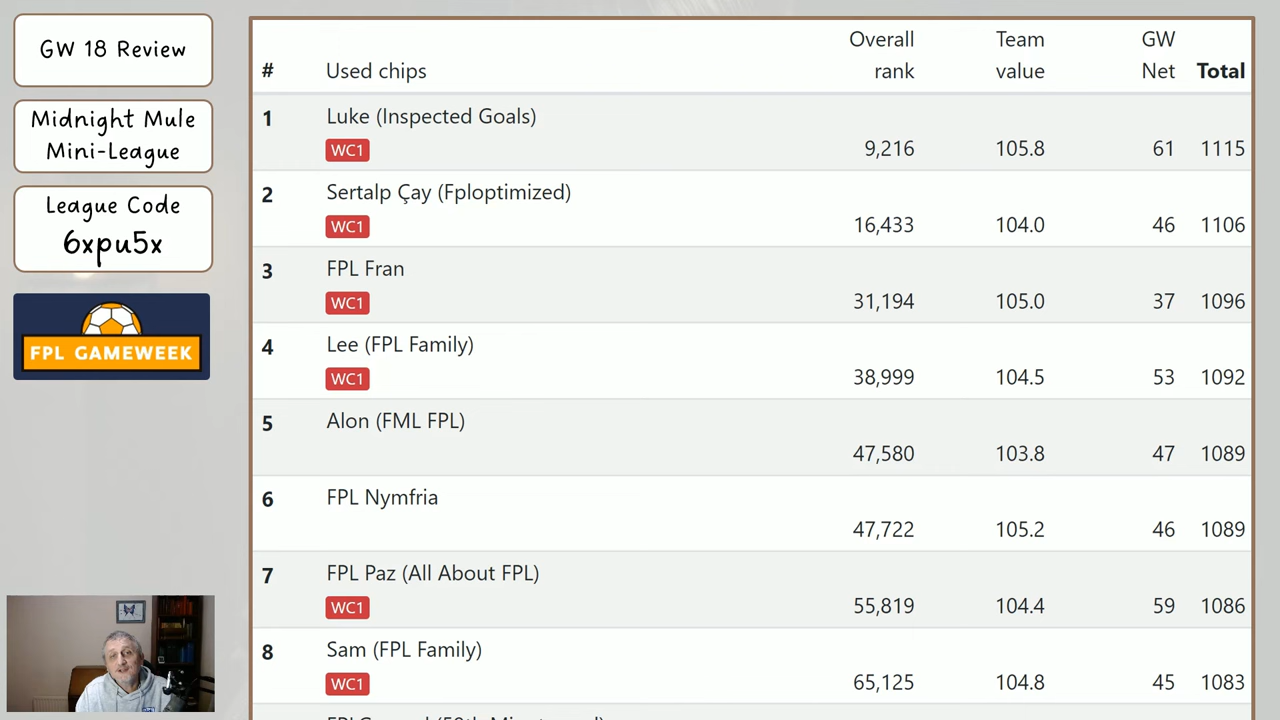 GW 18 Review
Midnight Mule
Mini-League
League Code
6xpu5x
FPL GAMEWEEK
# Used chips Overall rank Team value GW Net Total
1 Luke (Inspected Goals)
WC1 9,216 105.8 61 1115
2 Sertalp Çay (Fploptimized)
WC1 16,433 104.0 46 1106
3 FPL Fran
WC1 31,194 105.0 37 1096
4 Lee (FPL Family)
WC1 38,999 104.5 53 1092
5 Alon (FML FPL)
47,580 103.8 47 1089
6 FPL Nymfria
47,722 105.2 46 1089
7 FPL Paz (All About FPL)
WC1 55,819 104.4 59 1086
8 Sam (FPL Family)
WC1 65,125 104.8 45 1083